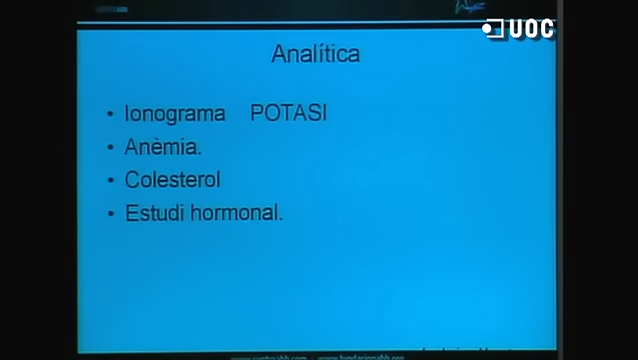 UOC
Analítica
• Ionograma POTASI
• Anèmia.
• Colesterol
• Estudi hormonal.